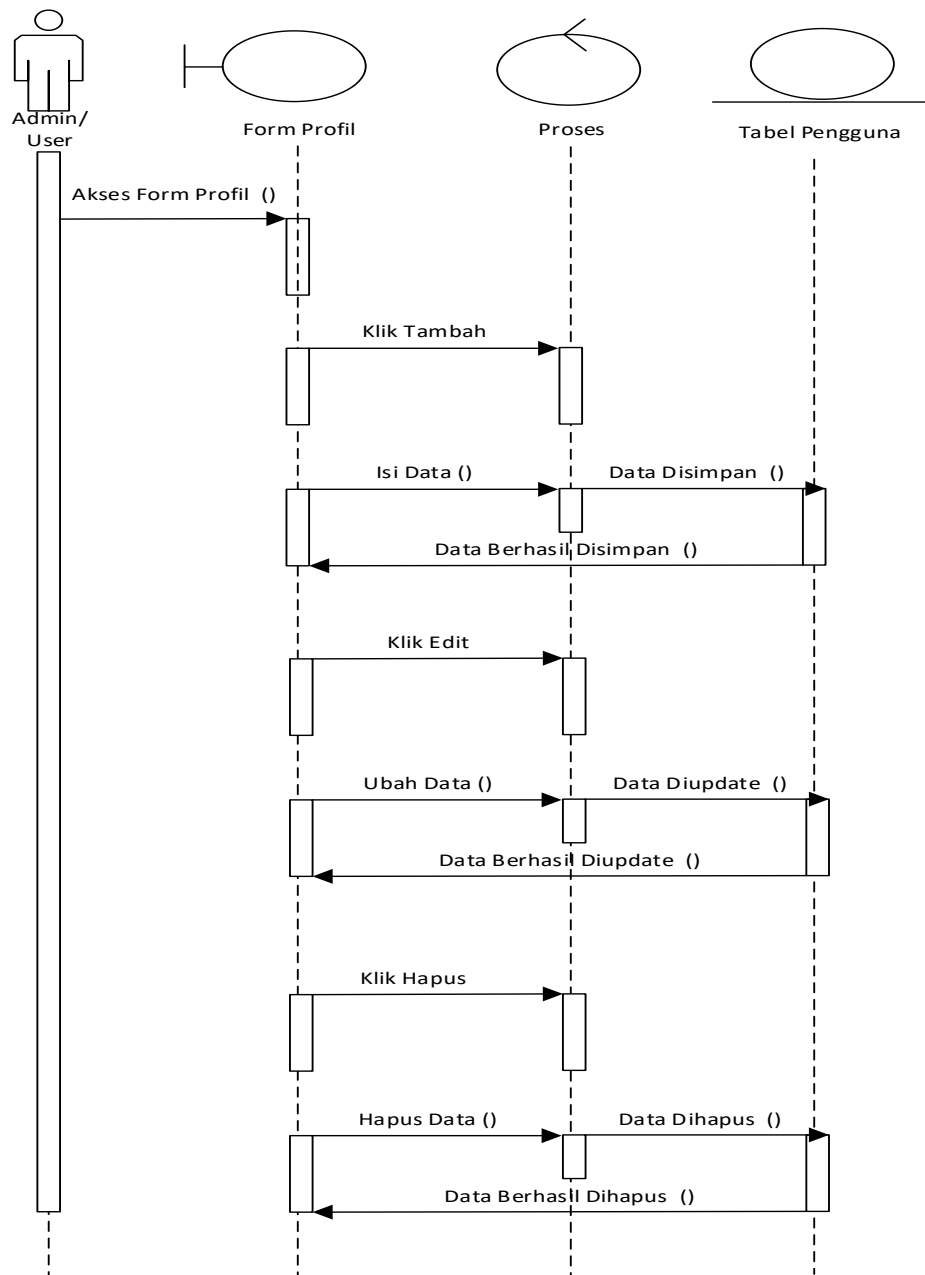 Admin/
User
Form Profil
Proses
Tabel Pengguna
Akses Form Profil ()
Klik Tambah
Isi Data ()
Data Disimpan ()
Data Berhasil Disimpan ()
Klik Edit
Ubah Data ()
Data Diupdate ()
Data Berhasil Diupdate ()
Klik Hapus
Hapus Data ()
Data Dihapus ()
Data Berhasil Dihapus ()